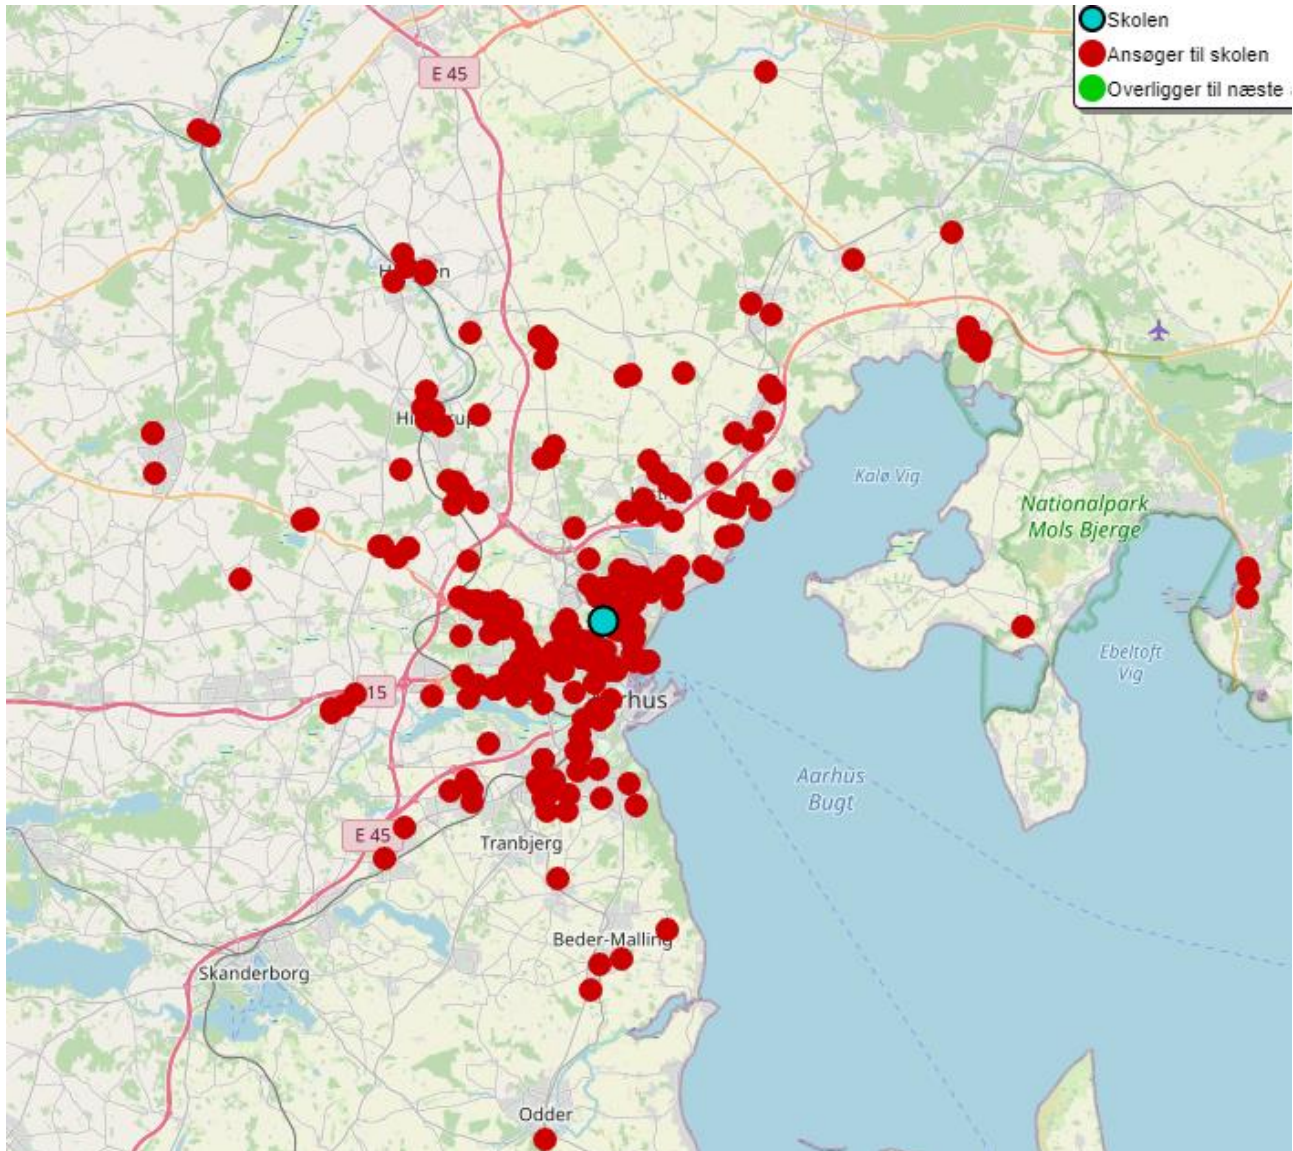 Skolen
Ansøger til skolen
Overligger til næste
E 45
Kalø Vig
Nationalpark
Mols Bjerge
Ebeltoft
Vig
15
Aarhus
Bugt
E 45
Tranbjerg
Beder-Malling
Skanderborg
Odder